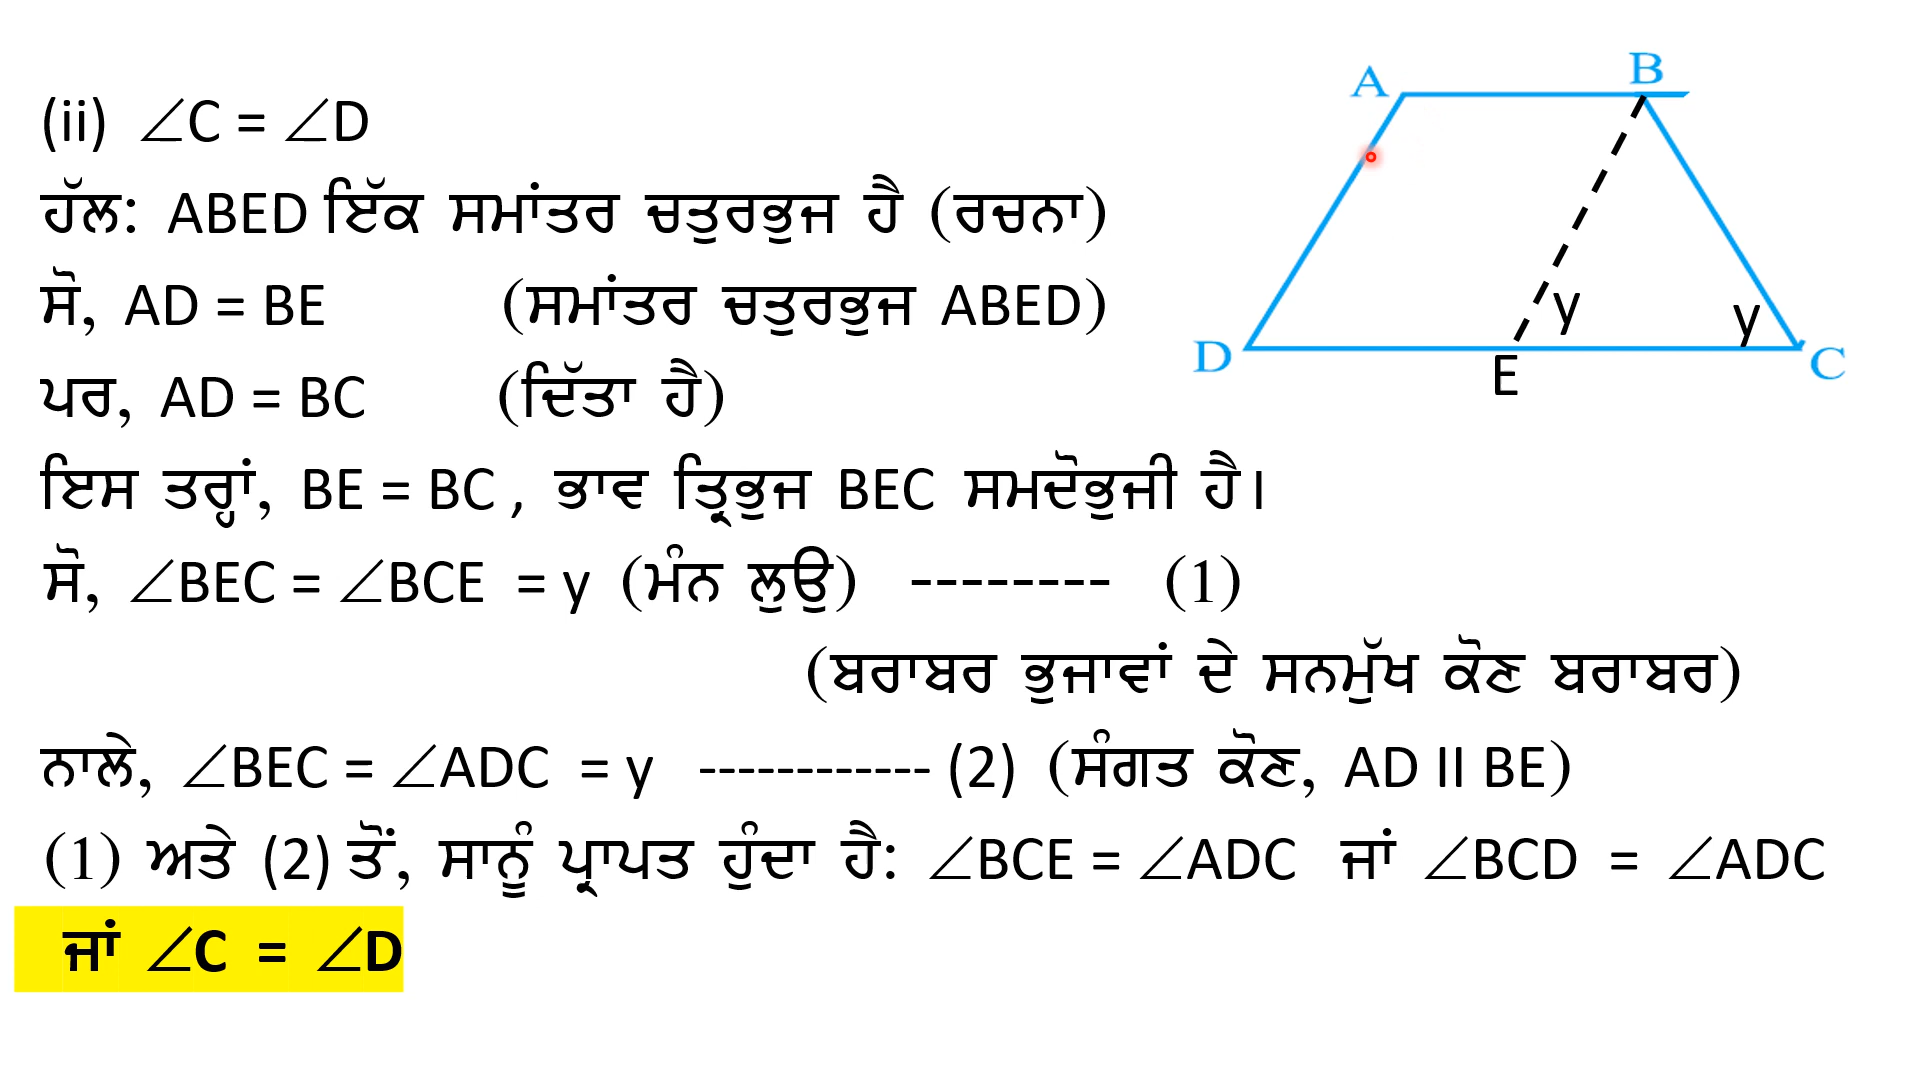 (ii) ∠C = ∠D
ਹੱਲ: ABED ਇੱਕ ਸਮਾਂਤਰ ਚਤੁਰਭੁਜ ਹੈ (ਰਚਨਾ)
ਸੋ, AD = BE (ਸਮਾਂਤਰ ਚਤੁਰਭੁਜ ABED)
ਪਰ, AD = BC (ਦਿੱਤਾ ਹੈ)
ਇਸ ਤਰ੍ਹਾਂ, BE = BC , ਭਾਵ ਤ੍ਰਿਭੁਜ BEC ਸਮਦੋਭੁਜੀ ਹੈ।
ਸੋ, ∠BEC = ∠BCE = y (ਮੰਨ ਲੁਉ) -------- (1)
(ਬਰਾਬਰ ਭੁਜਾਵਾਂ ਦੇ ਸਨਮੁੱਖ ਕੋਣ ਬਰਾਬਰ)
ਨਾਲੇ, ∠BEC = ∠ADC = y ------------ (2) (ਸੰਗਤ ਕੋਣ, AD II BE)
(1) ਅਤੇ (2) ਤੋਂ, ਸਾਨੂੰ ਪ੍ਰਾਪਤ ਹੁੰਦਾ ਹੈ: ∠BCE = ∠ADC ਜਾਂ ∠BCD = ∠ADC
ਜਾਂ ∠C = ∠D
A B
y y
D E C